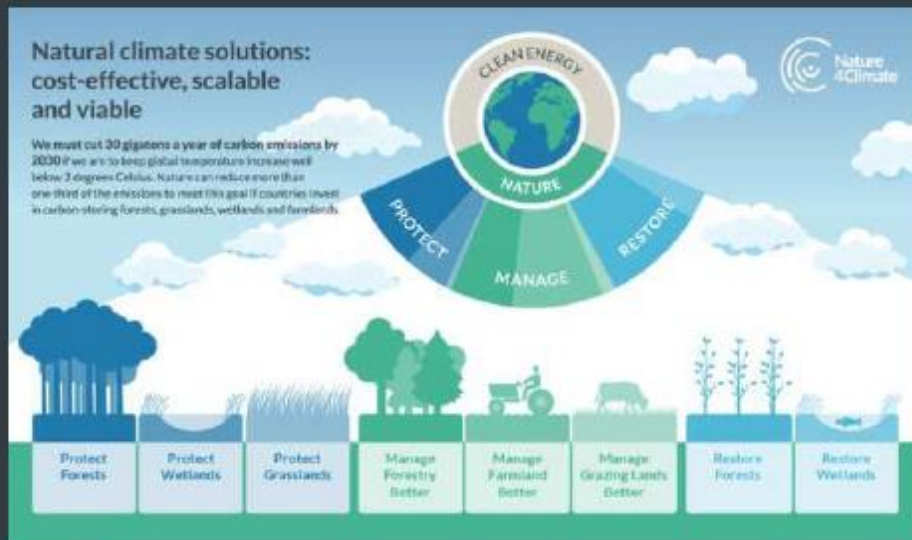 Natural climate solutions:
cost-effective, scalable
and viable
We must cut 30 gigatons a year of carbon emissions by
2030 if we are to keep global temperature increase well
below 2 degrees Celsius. Nature can reduce more than
one-third of the emissions to meet this goal if countries invest
in carbon-storing forests, grasslands, wetlands and farmlands
Nature
4Climate
CLEAN ENERGY
NATURE
PROTECT
MANAGE
RESTORE
Protect
Forests
Protect
Wetlands
Protect
Grasslands
Manage
Forestry
Better
Manage
Farmland
Better
Manage
Grazing Lands
Better
Restore
Forests
Restore
Wetlands